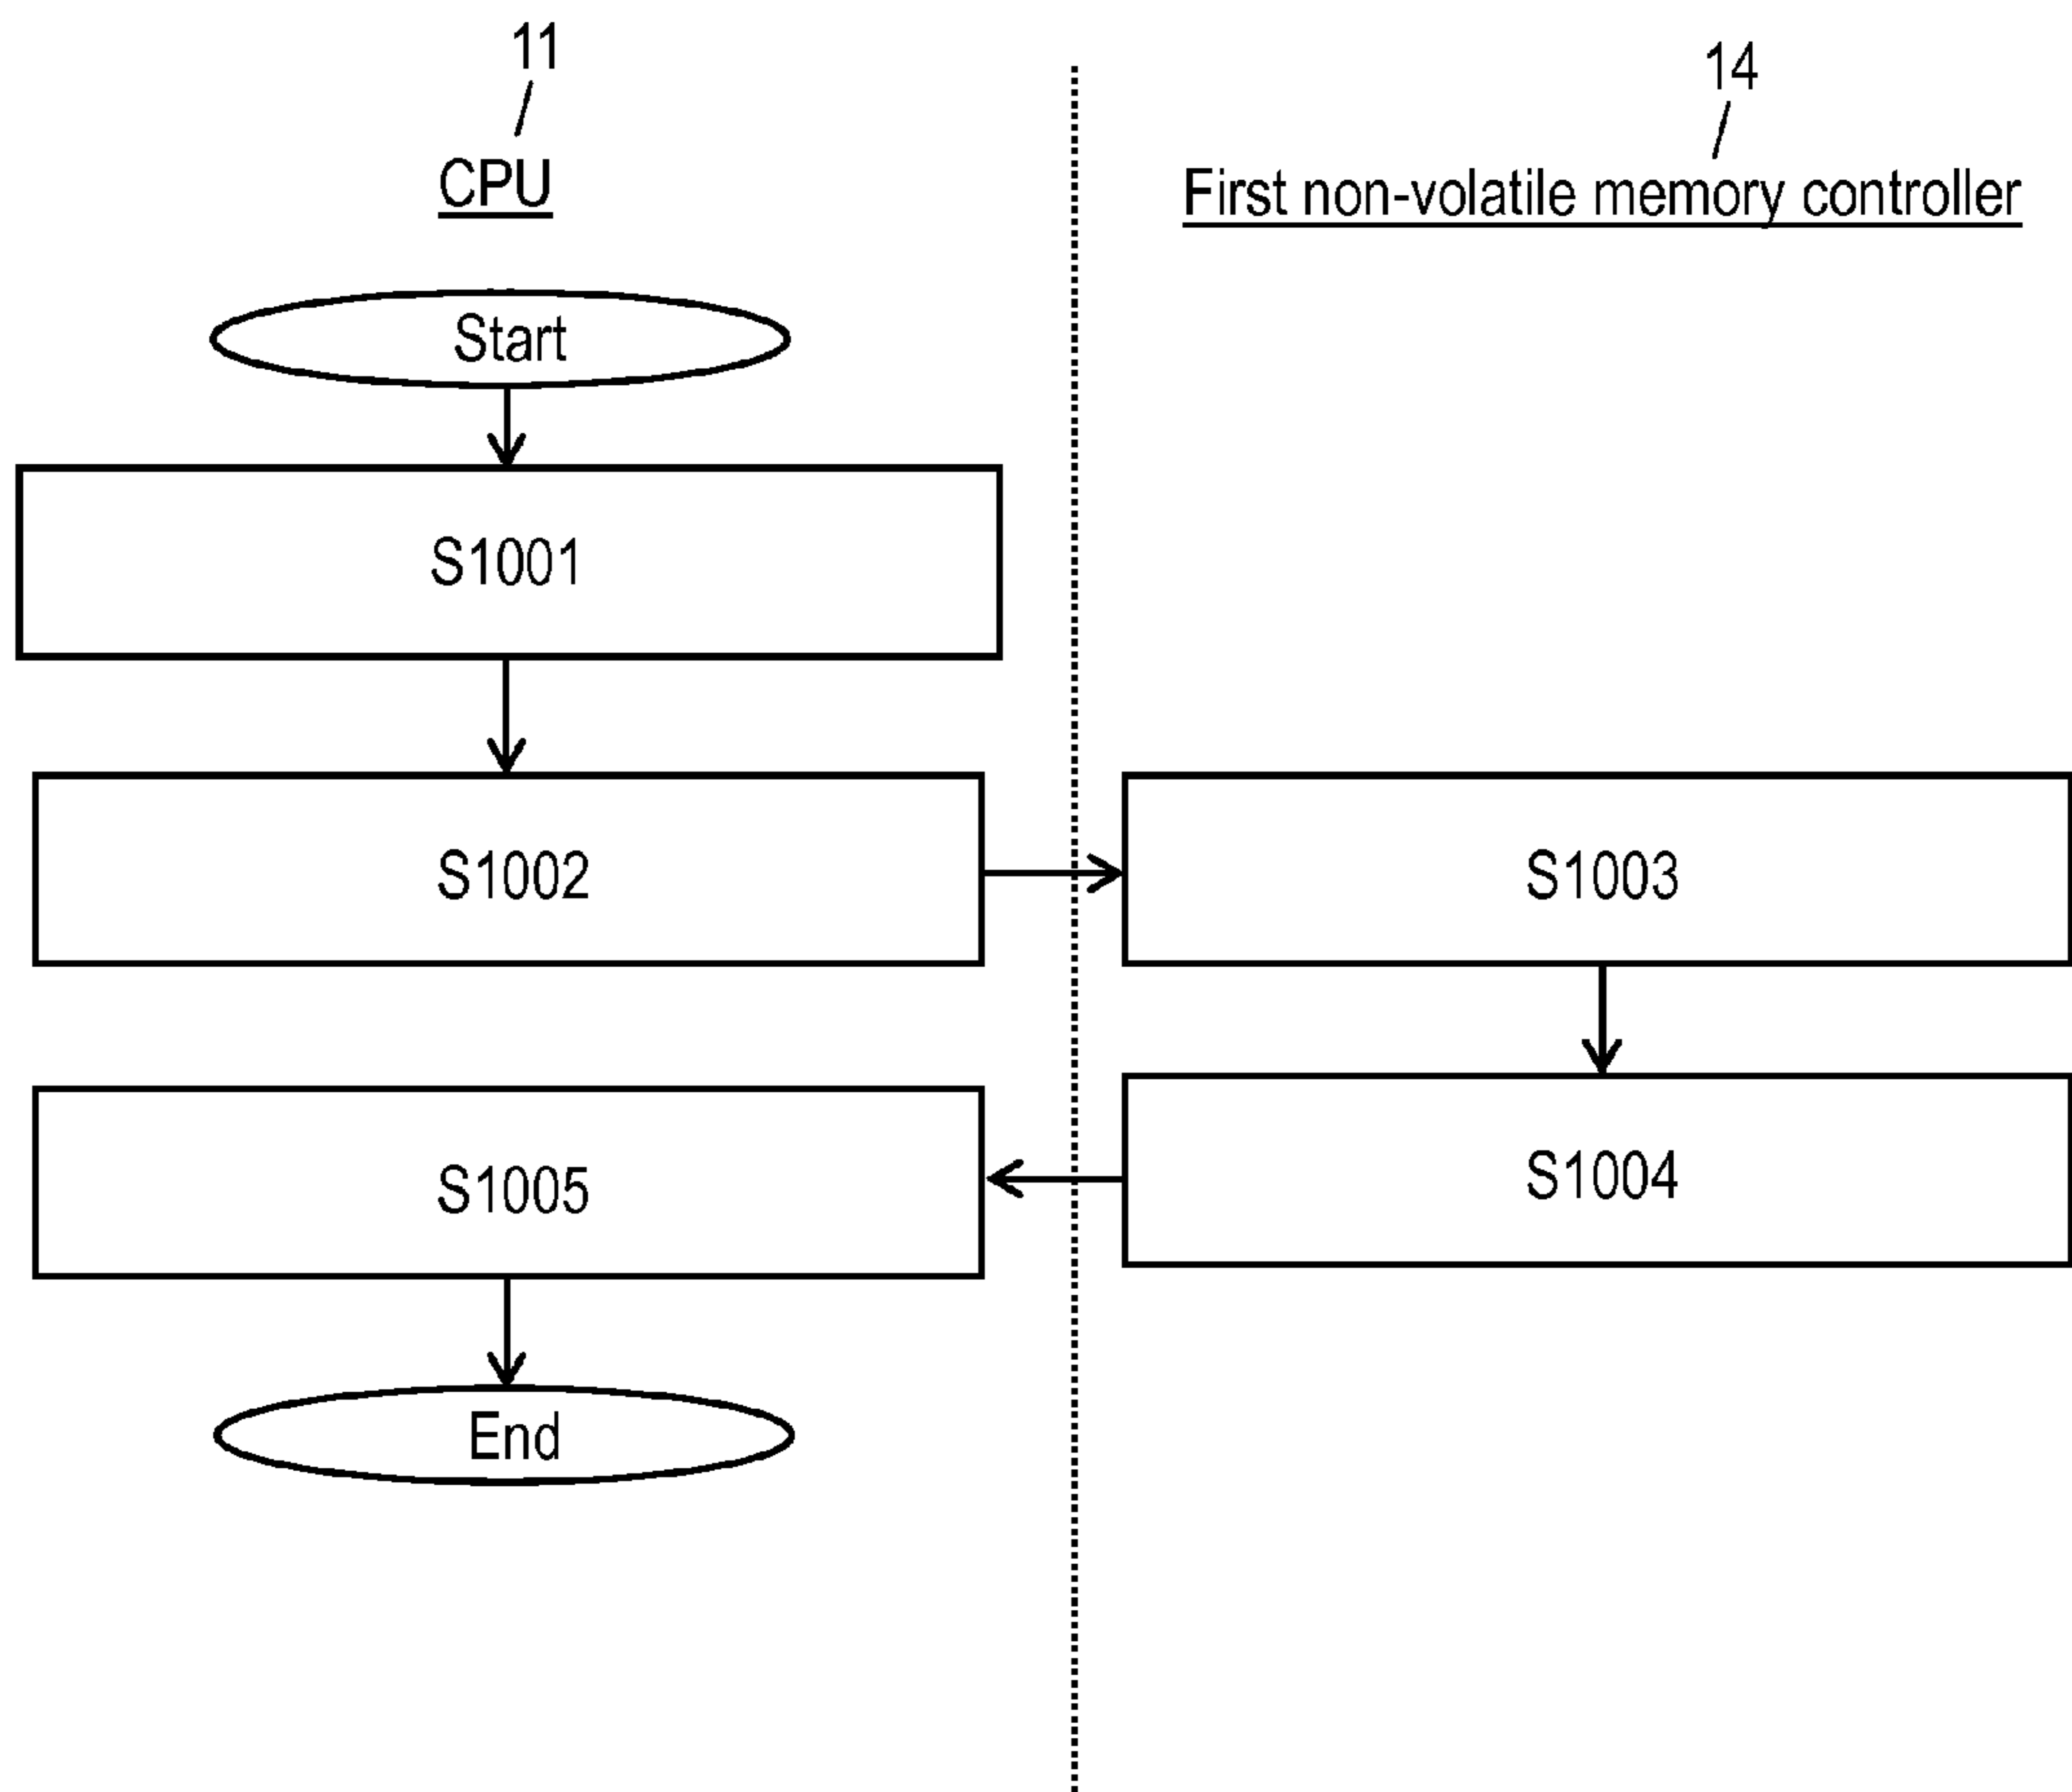 11
14
CPU
First non-volatile memory controller
Start
S1001
S1002
S1003
S1004
S1005
End